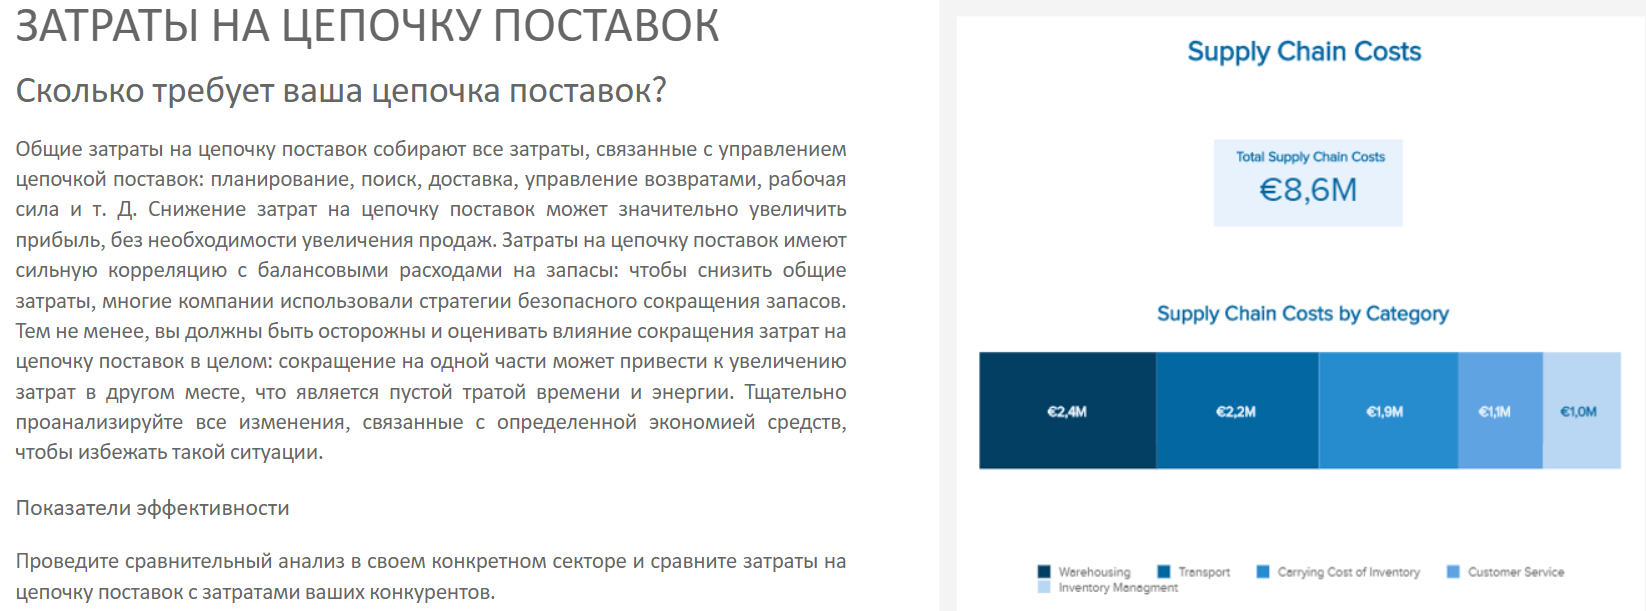 ЗАТРАТЫ НА ЦЕПОЧКУ ПОСТАВОК
Сколько требует ваша цепочка поставок?
Общие затраты на цепочку поставок собирают все затраты, связанные с управлением
цепочкой поставок: планирование, поиск, доставка, управление возвратами, рабочая
сила и т. Д. Снижение затрат на цепочку поставок может значительно увеличить
прибыль, без необходимости увеличения продаж. Затраты на цепочку поставок имеют
сильную корреляцию с балансовыми расходами на запасы: чтобы снизить общие
затраты, многие компании использовали стратегии безопасного сокращения запасов.
Тем не менее, вы должны быть осторожны и оценивать влияние сокращения затрат на
цепочку поставок в целом: сокращение на одной части может привести к увеличению
затрат в другом месте, что является пустой тратой времени и энергии. Тщательно
проанализируйте все изменения, связанные с определенной экономией средств,
чтобы избежать такой ситуации.
Показатели эффективности
Проведите сравнительный анализ в своем конкретном секторе и сравните затраты на
цепочку поставок с затратами ваших конкурентов.
Supply Chain Costs
Total Supply Chain Costs
€8,6M
Supply Chain Costs by Category
€2,4M €2,2M €1,9M €1,1M €1,0M
Warehousing Transport Carrying Cost of Inventory Customer Service
Inventory Managment